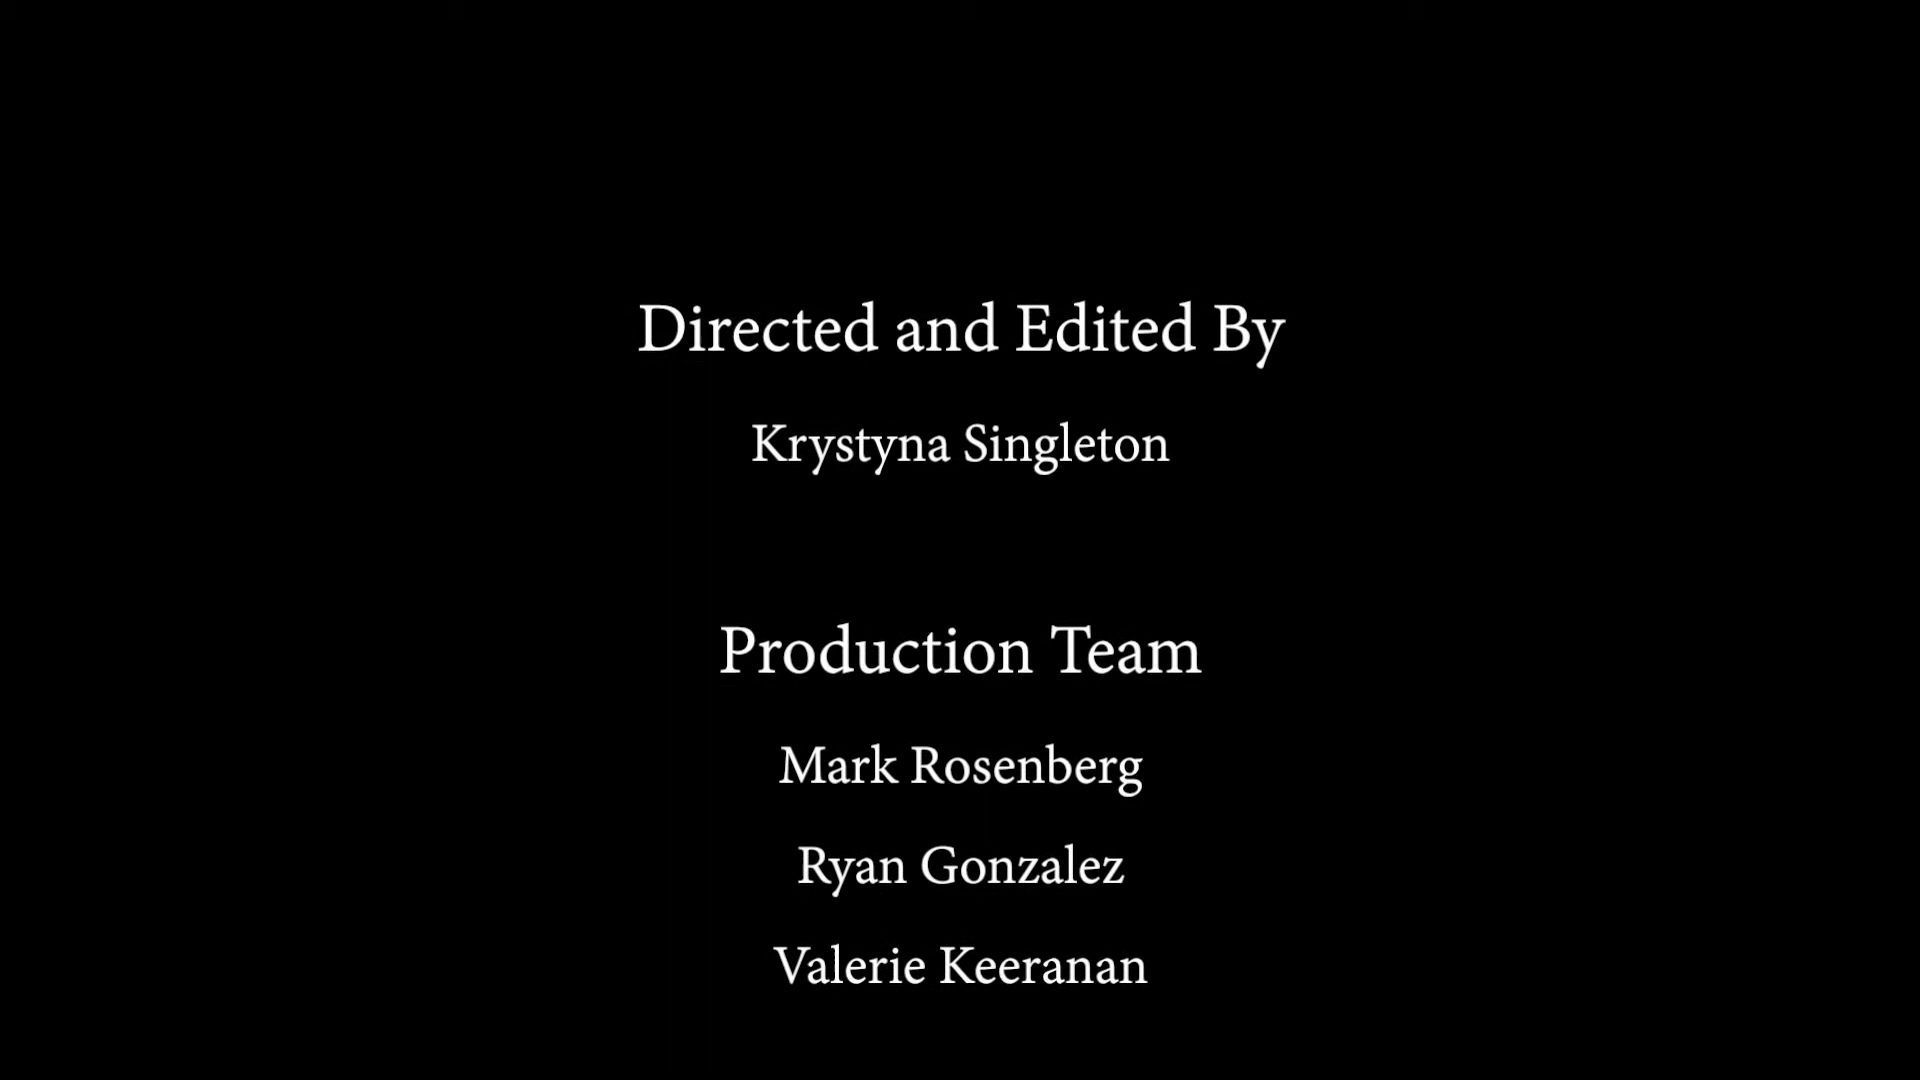 Directed and Edited By
Krystyna Singleton
Production Team
Mark Rosenberg
Ryan Gonzalez
Valerie Keeranan